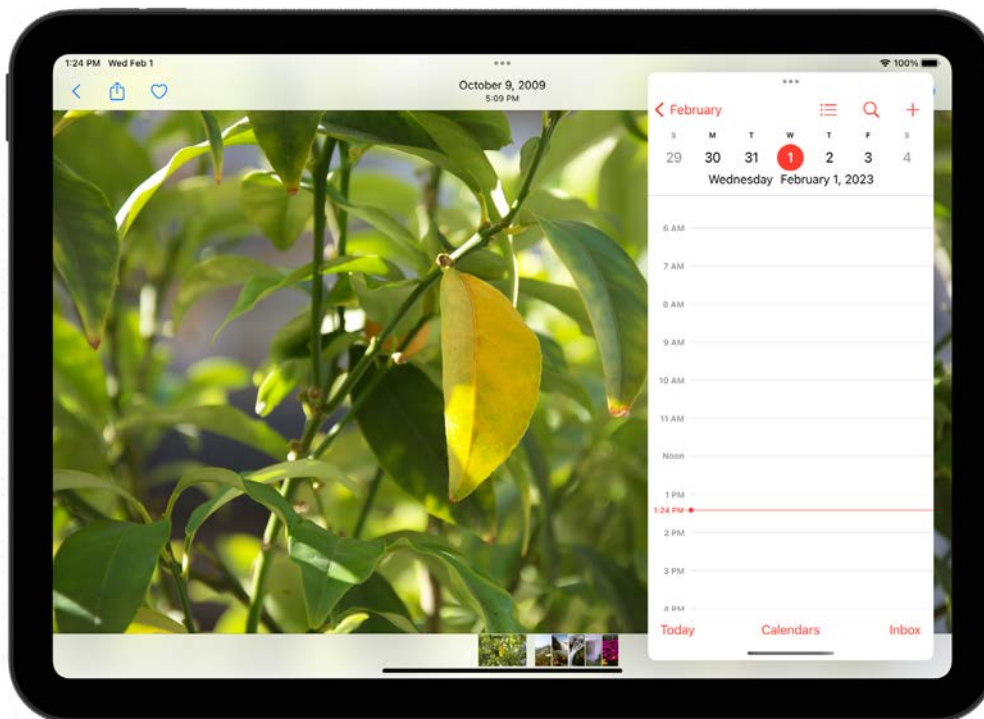 1:24 PM Wed Feb 1
100%
October 9, 2009
5:09 PM
February
S M T W T F S
29 30 31 1 2 3 4
Wednesday February 1, 2023
6 AM
7 AM
8 AM
9 AM
10 AM
11 AM
Noon
1 PM
1:24 PM
2 PM
3 PM
4 PM
Today Calendars Inbox